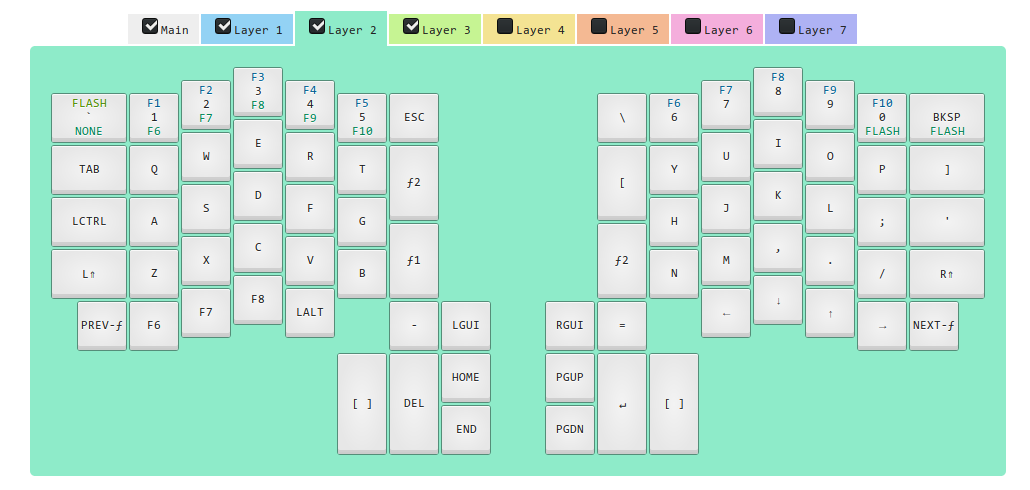 Main
Layer 1
Layer 2
Layer 3
Layer 4
Layer 5
Layer 6
Layer 7
FLASH
`
NONE
F1
1
F6
F2
2
F7
F3
3
F8
F4
4
F9
F5
5
F10
ESC
\
F6
6
F7
7
F8
8
F9
9
F10
0
FLASH
BKSP
FLASH
TAB
Q
W
E
R
T
ƒ2
[
Y
U
I
O
P
]
LCTRL
A
S
D
F
G
H
J
K
L
;
'
L⇑
Z
X
C
V
B
ƒ1
ƒ2
N
M
,
.
/
R⇑
PREV-ƒ
F6
F7
F8
LALT
←
↓
↑
→
NEXT-ƒ
-
LGUI
RGUI
=
[ ]
DEL
HOME
END
PGUP
PGDN
↵
[ ]